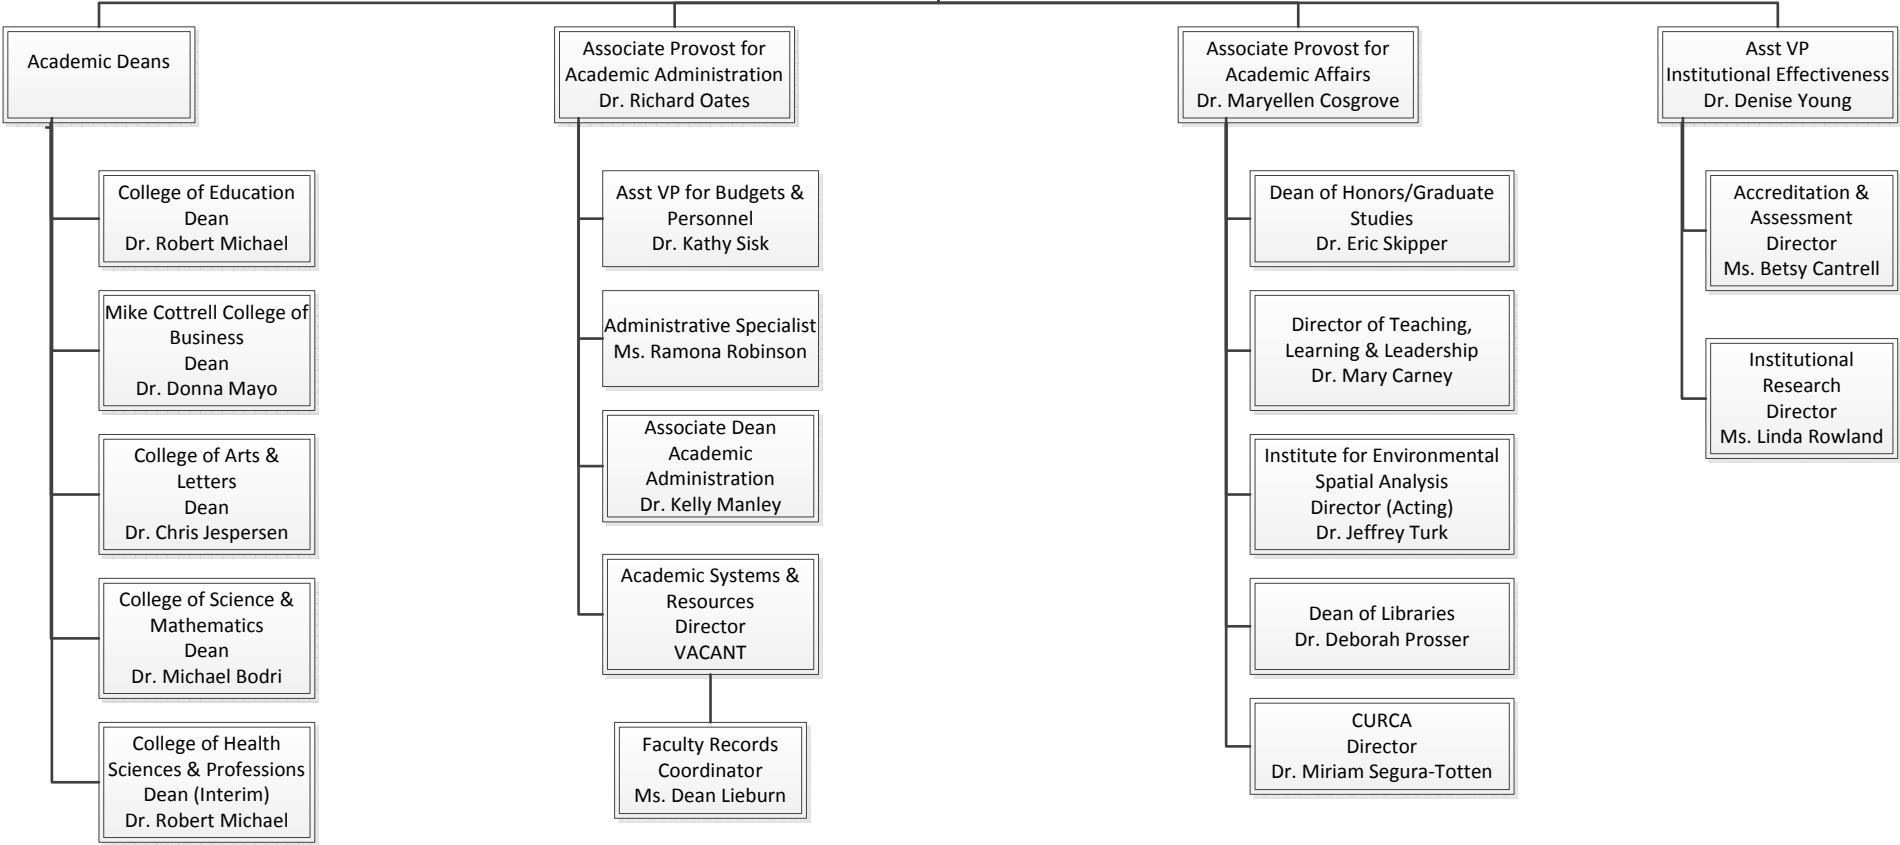 Academic Deans
College of Education
Dean
Dr. Robert Michael
Mike Cottrell College of
Business
Dean
Dr. Donna Mayo
College of Arts &
Letters
Dean
Dr. Chris Jespersen
College of Science &
Mathematics
Dean
Dr. Michael Bodri
College of Health
Sciences & Professions
Dean (Interim)
Dr. Robert Michael
Associate Provost for
Academic Administration
Dr. Richard Oates
Asst VP for Budgets &
Personnel
Dr. Kathy Sisk
Administrative Specialist
Ms. Ramona Robinson
Associate Dean
Academic
Administration
Dr. Kelly Manley
Academic Systems &
Resources
Director
VACANT
Faculty Records
Coordinator
Ms. Dean Lieburn
Associate Provost for
Academic Affairs
Dr. Maryellen Cosgrove
Dean of Honors/Graduate
Studies
Dr. Eric Skipper
Director of Teaching,
Learning & Leadership
Dr. Mary Carney
Institute for Environmental
Spatial Analysis
Director (Acting)
Dr. Jeffrey Turk
Dean of Libraries
Dr. Deborah Prosser
CURCA
Director
Dr. Miriam Segura-Totten
Asst VP
Institutional Effectiveness
Dr. Denise Young
Accreditation &
Assessment
Director
Ms. Betsy Cantrell
Institutional
Research
Director
Ms. Linda Rowland